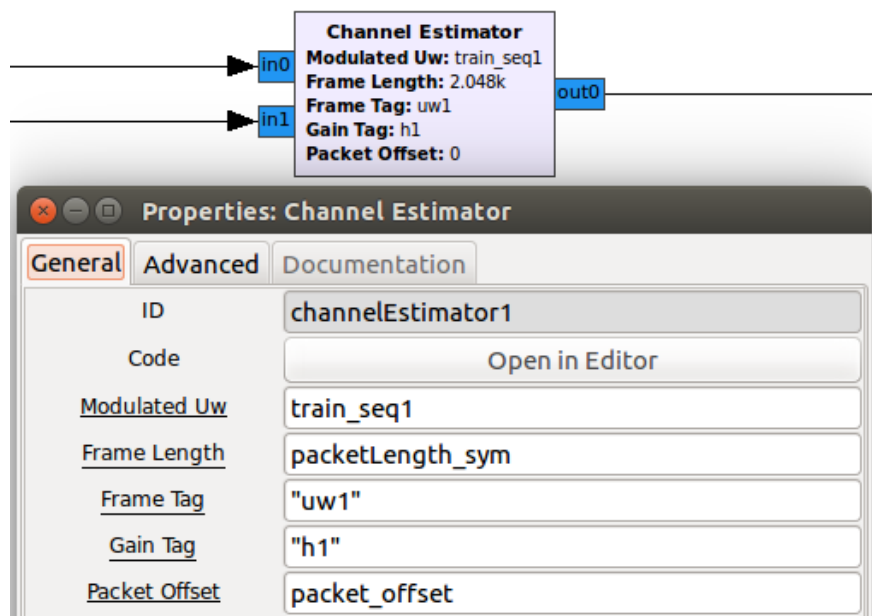 Channel Estimator
in0
Modulated Uw: train_seq1
Frame Length: 2.048k
out0
Frame Tag: uw1
in1
Gain Tag: h1
Packet Offset: 0
Properties: Channel Estimator
General Advanced Documentation
ID channelEstimator1
Code Open in Editor
Modulated Uw train_seq1
Frame Length packetLength_sym
Frame Tag "uw1"
Gain Tag "h1"
Packet Offset packet_offset